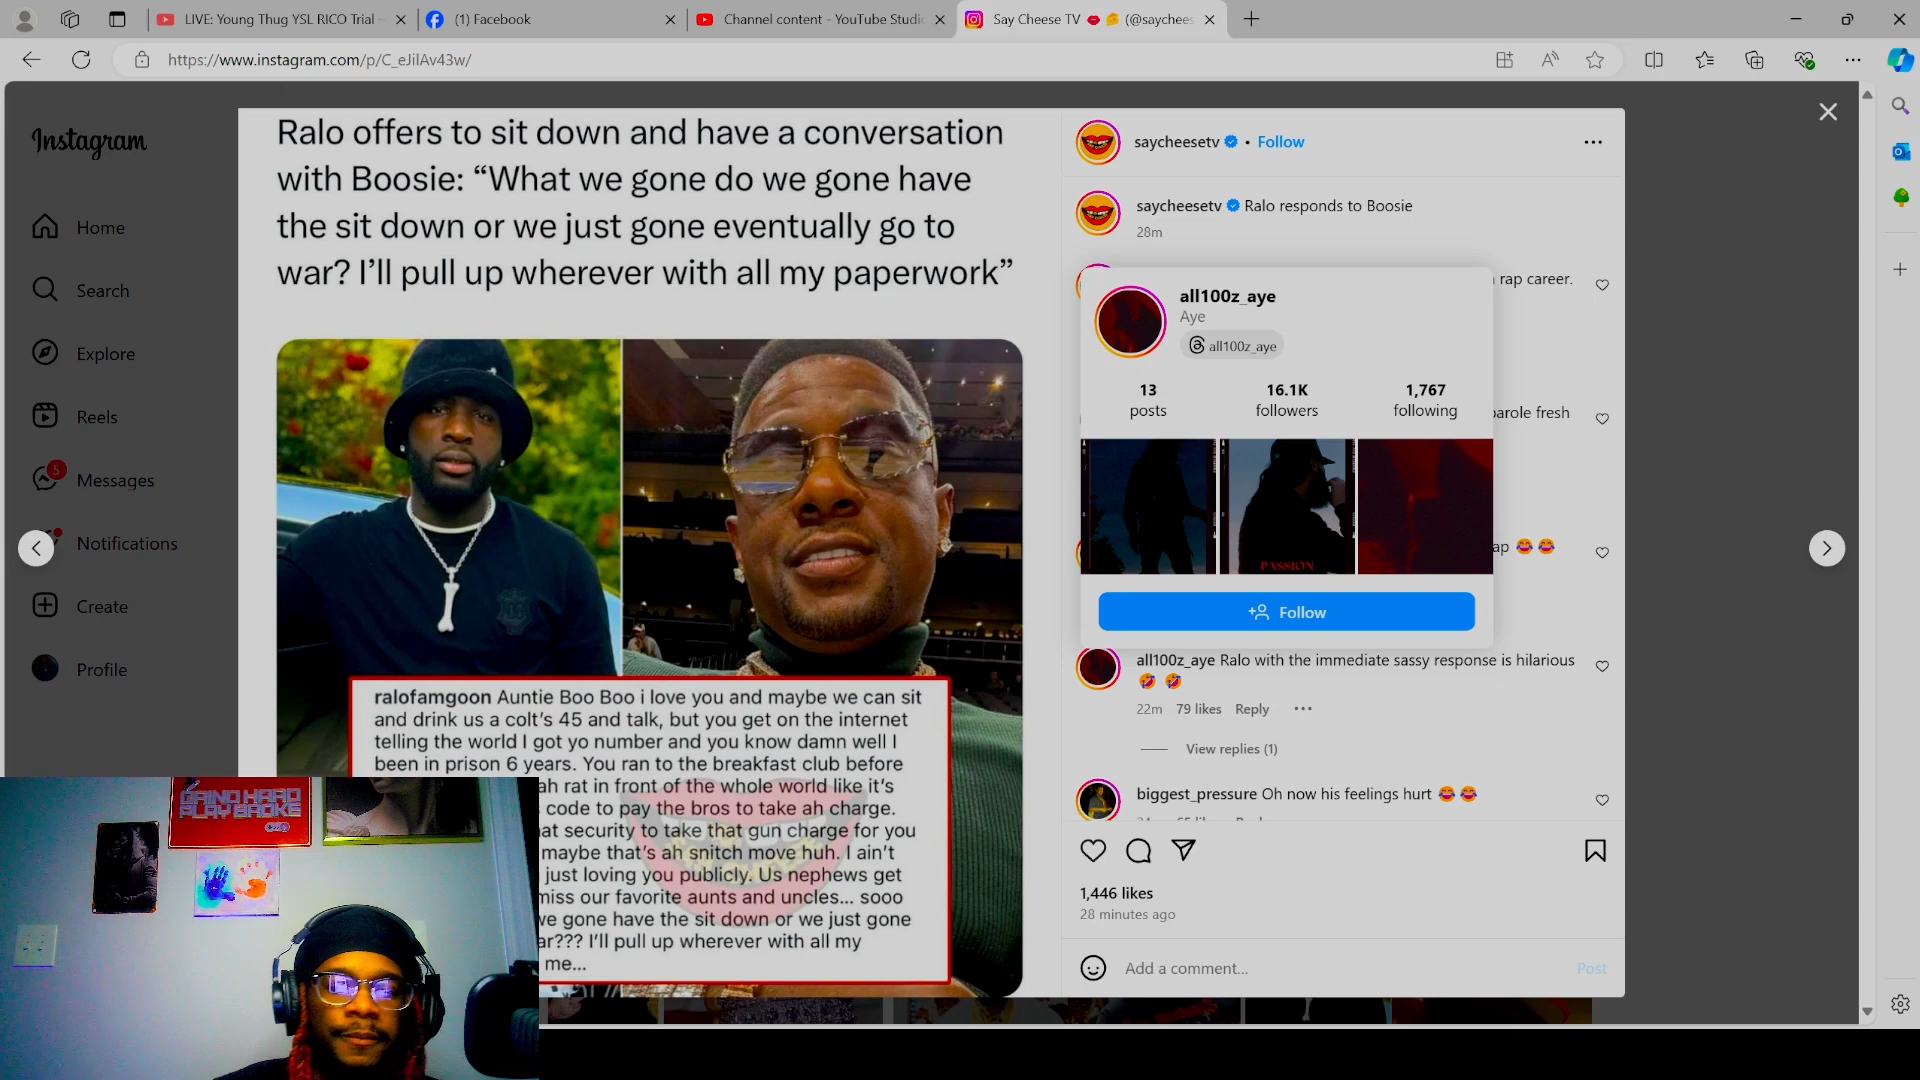 LIVE: Young Thug YSL RICO Trial -
(1) Facebook
Channel content - YouTube Studio
Say Cheese TV 👄 🧀 (@saychees
https://www.instagram.com/p/C_eJilAv43w/
Instagram
Home
Search
Explore
Reels
5
Messages
Notifications
Create
Profile
Ralo offers to sit down and have a conversation
with Boosie: “What we gone do we gone have
the sit down or we just gone eventually go to
war? I’ll pull up wherever with all my paperwork”
ralofamgoon Auntie Boo Boo i love you and maybe we can sit
and drink us a colt’s 45 and talk, but you get on the internet
telling the world I got yo number and you know damn well I
been in prison 6 years. You ran to the breakfast club before
ah rat in front of the whole world like it’s
code to pay the bros to take ah charge.
at security to take that gun charge for you
maybe that’s ah snitch move huh. I ain’t
just loving you publicly. Us nephews get
miss our favorite aunts and uncles... sooo
we gone have the sit down or we just gone
ar??? I’ll pull up wherever with all my
me...
GRIND HARD
PLAY BROKE
saycheesetv • Follow
saycheesetv Ralo responds to Boosie
28m
rap career.
all100z_aye
Aye
all100z_aye
13
posts
16.1K
followers
1,767
following
parole fresh
PASSION
ap 😂 😂
Follow
all100z_aye Ralo with the immediate sassy response is hilarious
🤣 🤣
22m 79 likes Reply
View replies (1)
biggest_pressure Oh now his feelings hurt 😂 😂
1,446 likes
28 minutes ago
Add a comment...
Post